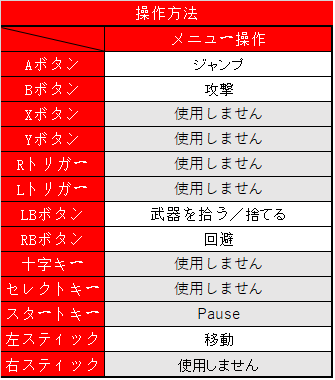 操作方法
メニュー操作
Aボタン ジャンプ
Bボタン 攻撃
Xボタン 使用しません
Yボタン 使用しません
Rトリガー 使用しません
Lトリガー 使用しません
LBボタン 武器を拾う／捨てる
RBボタン 回避
十字キー 使用しません
セレクトキー 使用しません
スタートキー Pause
左スティック 移動
右スティック 使用しません